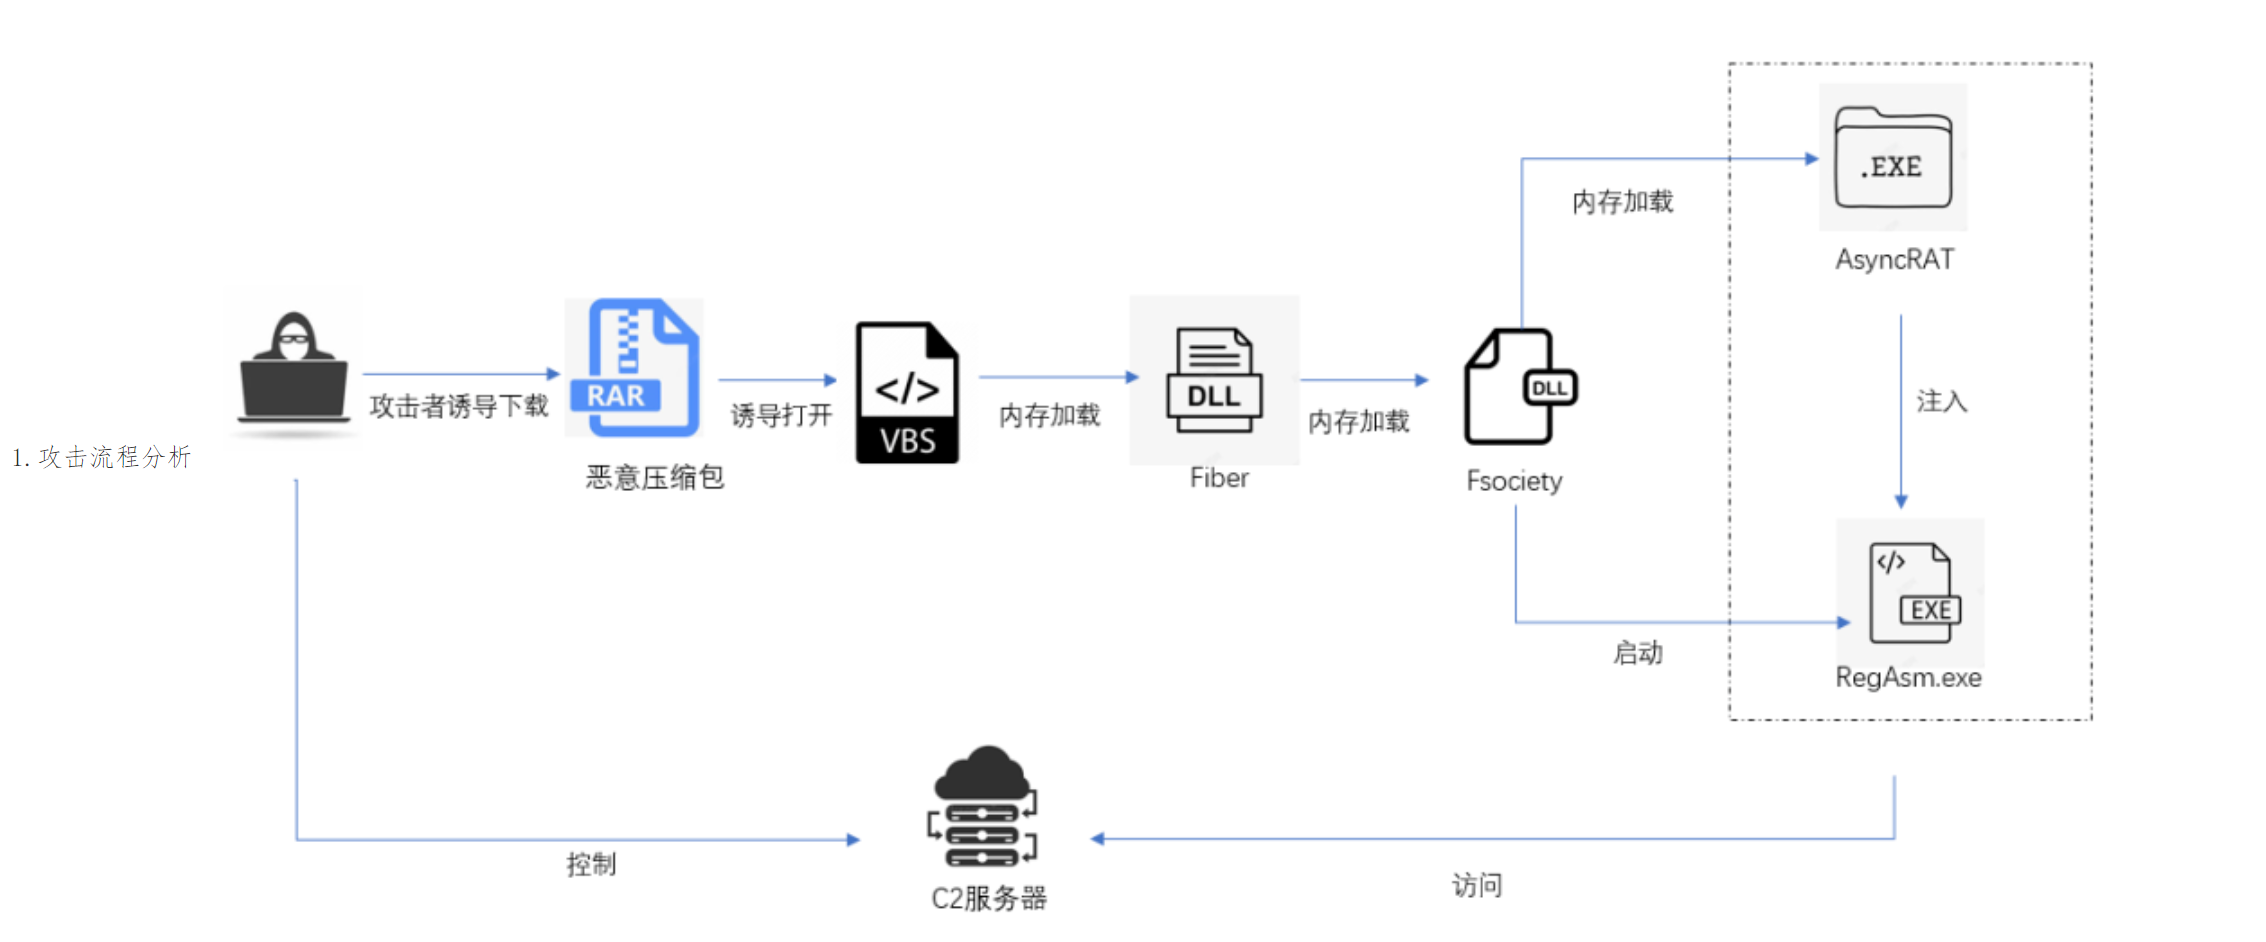 .EXE
内存加载
AsyncRAT
RAR
</>
VBS
DLL
DLL
攻击者诱导下载
诱导打开
内存加载
内存加载
注入
1. 攻击流程分析
恶意压缩包
Fiber
Fsociety
</>
EXE
启动
RegAsm.exe
控制
访问
C2服务器